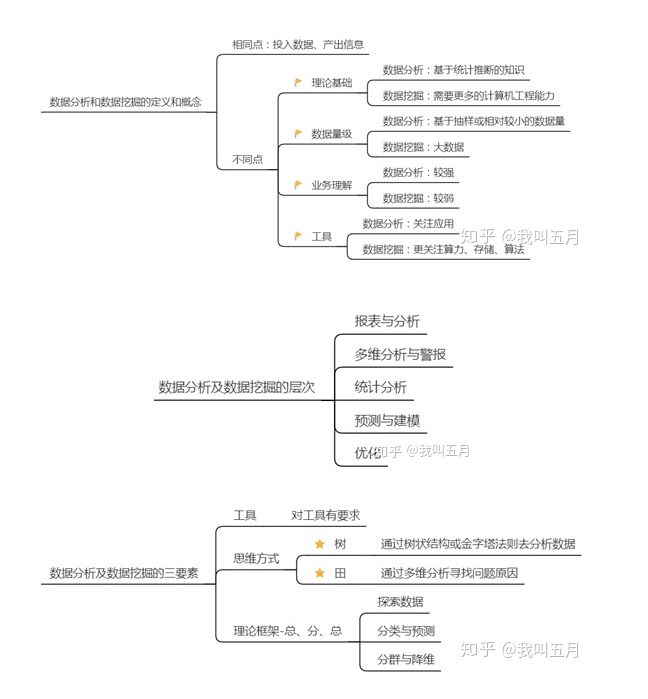 相同点：投入数据、产出信息
数据分析和数据挖掘的定义和概念
不同点
理论基础
数据分析：基于统计推断的知识
数据挖掘：需要更多的计算机工程能力
数据量级
数据分析：基于抽样或相对较小的数据量
数据挖掘：大数据
业务理解
数据分析：较强
数据挖掘：较弱
工具
数据分析：关注应用
数据挖掘：更关注算力、存储、算法
知乎 @我叫五月
数据分析及数据挖掘的层次
报表与分析
多维分析与警报
统计分析
预测与建模
优化
知乎 @我叫五月
数据分析及数据挖掘的三要素
工具 对工具有要求
思维方式
树 通过树状结构或金字塔法则去分析数据
田 通过多维分析寻找问题原因
理论框架-总、分、总
探索数据
分类与预测
分群与降维
知乎 @我叫五月